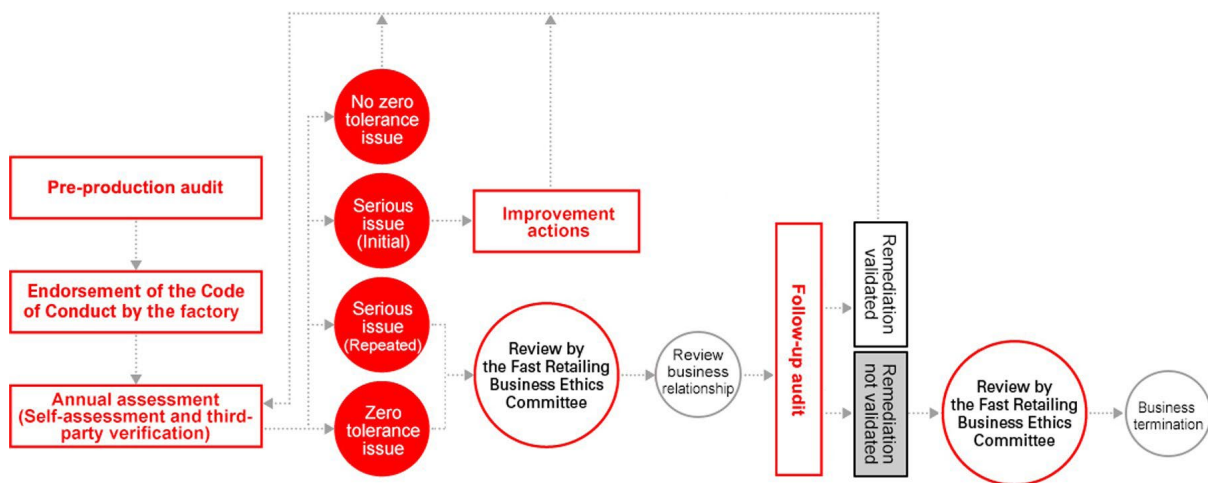 Pre-production audit
Endorsement of the Code
of Conduct by the factory
Annual assessment
(Self-assessment and third-
party verification)
No zero
tolerance
issue
Serious
issue
(Initial)
Serious
issue
(Repeated)
Zero
tolerance
issue
Improvement
actions
Review by
the Fast Retailing
Business Ethics
Committee
Review
business
relationship
Follow-up audit
Remediation
validated
Remediation
not validated
Review by
the Fast Retailing
Business Ethics
Committee
Business
termination